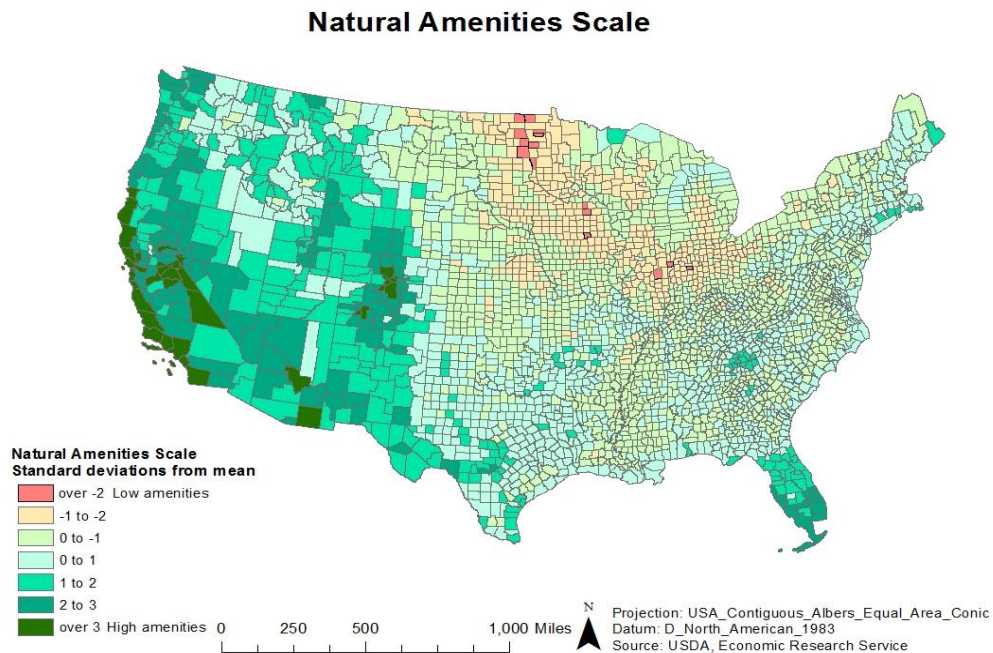 Natural Amenities Scale
Natural Amenities Scale
Standard deviations from mean
over -2 Low amenities
-1 to -2
0 to -1
0 to 1
1 to 2
2 to 3
over 3 High amenities
0 250 500 1,000 Miles
N
Projection: USA_Contiguous_Albers_Equal_Area_Conic
Datum: D_North_American_1983
Source: USDA, Economic Research Service